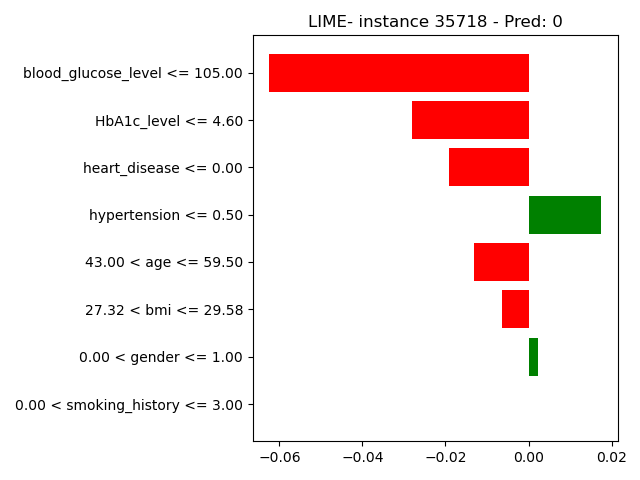 LIME- instance 35718 - Pred: 0
blood_glucose_level <= 105.00
HbA1c_level <= 4.60
heart_disease <= 0.00
hypertension <= 0.50
43.00 < age <= 59.50
27.32 < bmi <= 29.58
0.00 < gender <= 1.00
0.00 < smoking_history <= 3.00
−0.06 −0.04 −0.02 0.00 0.02